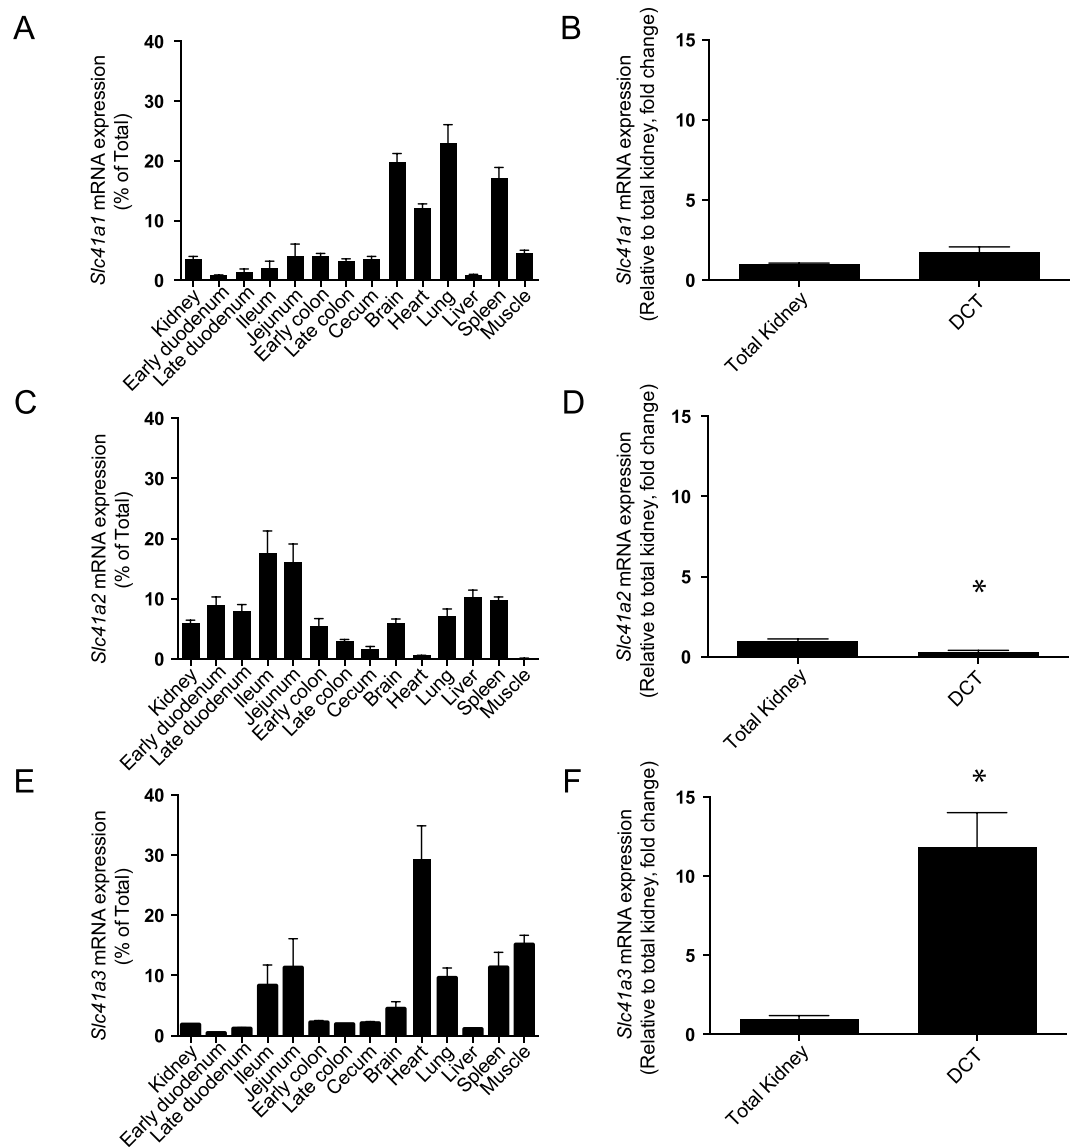 A
Slc41a1 mRNA expression
(% of Total)
40
30
20
10
0
Kidney
Early duodenum
Late duodenum
Ileum
Jejunum
Early colon
Late colon
Cecum
Brain
Heart
Lung
Liver
Spleen
Muscle
B
Slc41a1 mRNA expression
(Relative to total kidney, fold change)
15
10
5
0
Total Kidney
DCT
C
Slc41a2 mRNA expression
(% of Total)
40
30
20
10
0
Kidney
Early duodenum
Late duodenum
Ileum
Jejunum
Early colon
Late colon
Cecum
Brain
Heart
Lung
Liver
Spleen
Muscle
D
Slc41a2 mRNA expression
(Relative to total kidney, fold change)
15
10
5
0
*
Total Kidney
DCT
E
Slc41a3 mRNA expression
(% of Total)
40
30
20
10
0
Kidney
Early duodenum
Late duodenum
Ileum
Jejunum
Early colon
Late colon
Cecum
Brain
Heart
Lung
Liver
Spleen
Muscle
F
Slc41a3 mRNA expression
(Relative to total kidney, fold change)
15
10
5
0
*
Total Kidney
DCT